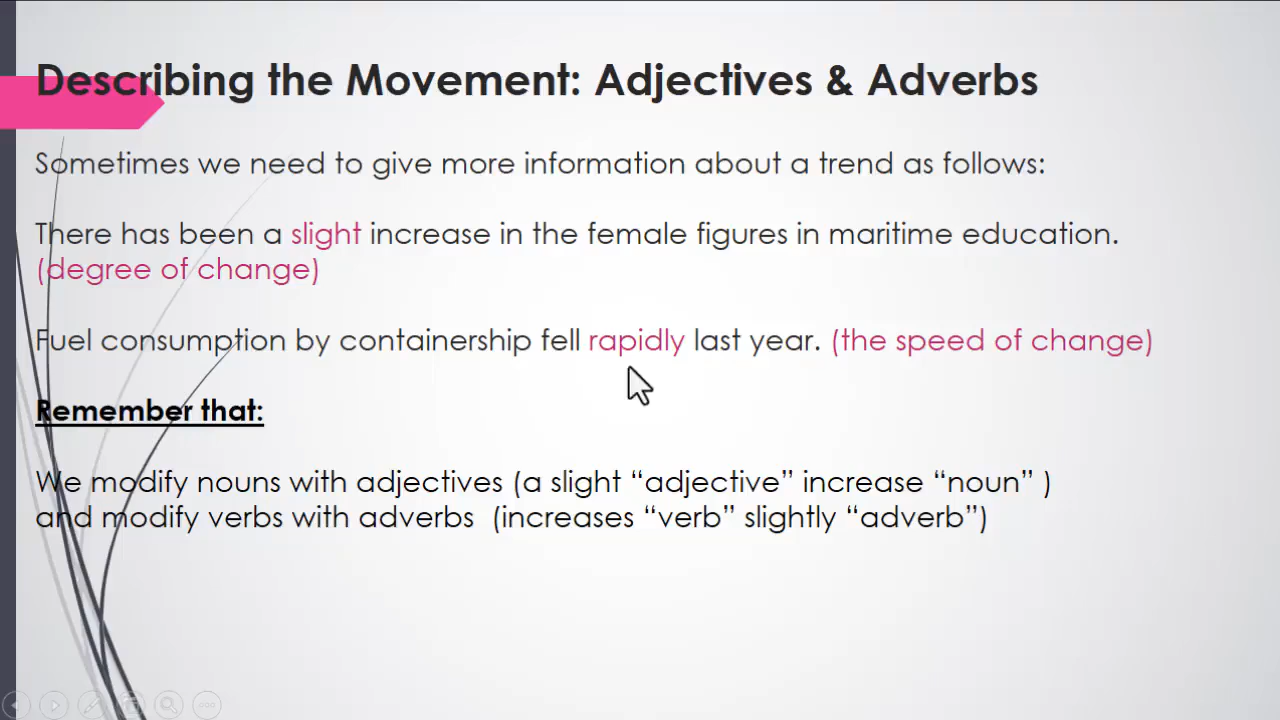 Describing the Movement: Adjectives & Adverbs
Sometimes we need to give more information about a trend as follows:
There has been a slight increase in the female figures in maritime education.
(degree of change)
Fuel consumption by containership fell rapidly last year. (the speed of change)
Remember that:
We modify nouns with adjectives (a slight “adjective” increase “noun” )
and modify verbs with adverbs  (increases “verb” slightly “adverb”)